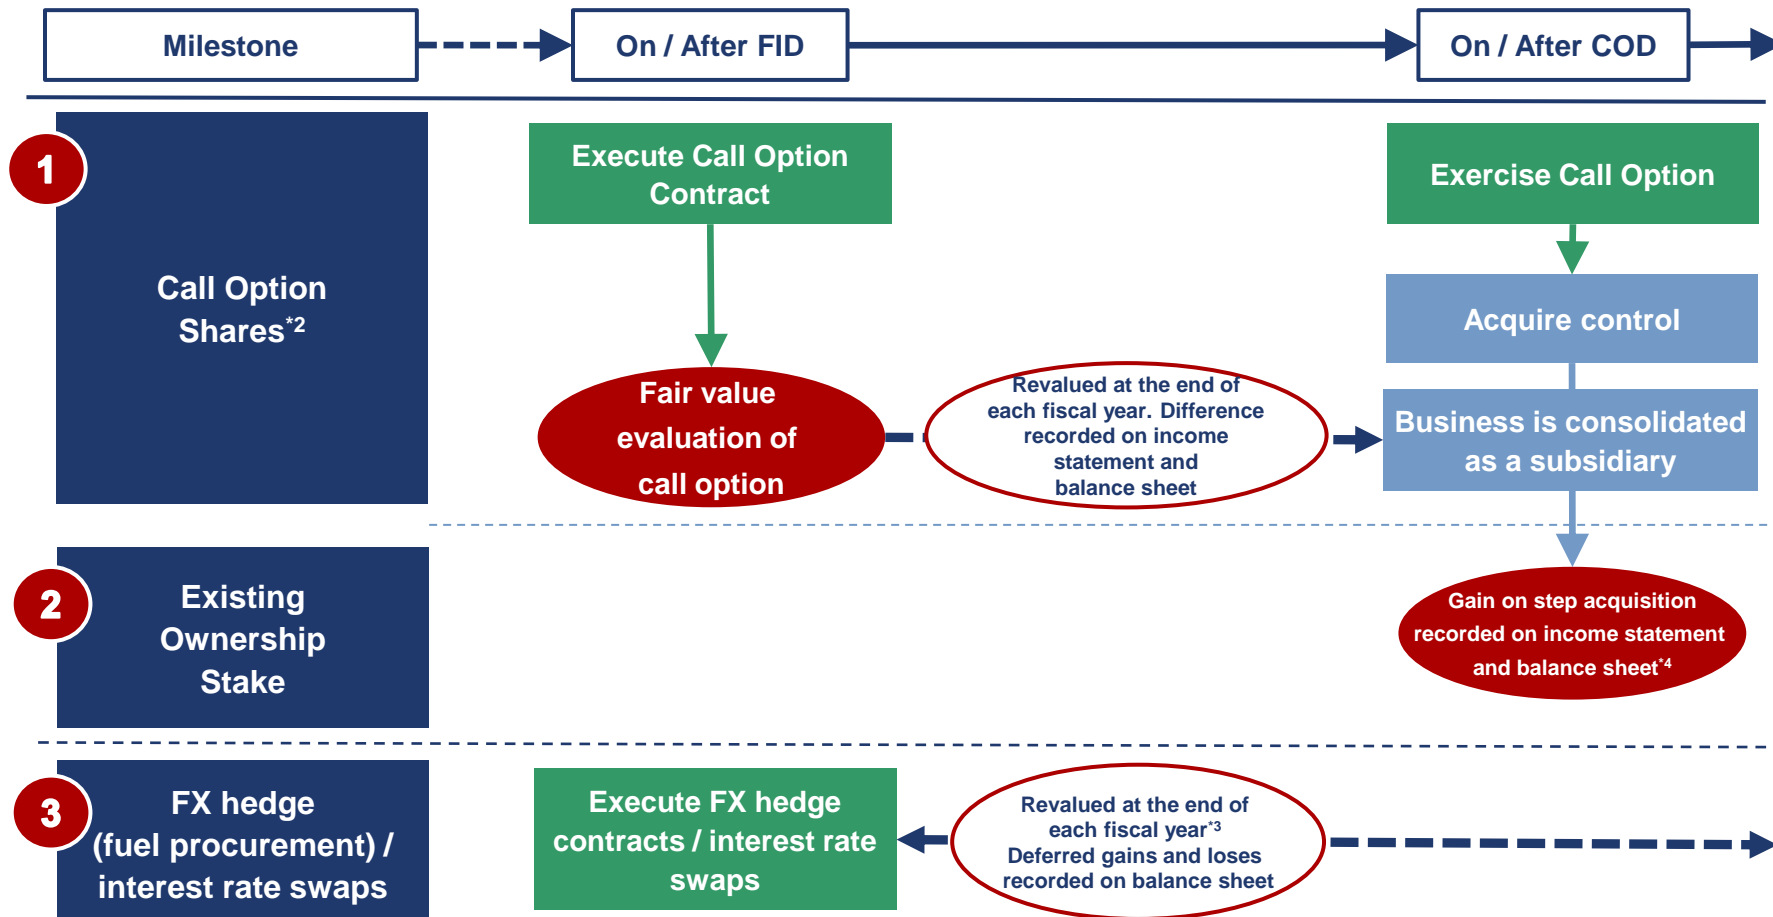 Milestone
On / After FID
On / After COD
1
Call Option
Shares*2
Execute Call Option
Contract
Fair value
evaluation of
call option
Revalued at the end of
each fiscal year. Difference
recorded on income
statement and
balance sheet
Exercise Call Option
Acquire control
Business is consolidated
as a subsidiary
2
Existing
Ownership
Stake
Gain on step acquisition
recorded on income statement
and balance sheet*4
3
FX hedge
(fuel procurement) /
interest rate swaps
Execute FX hedge
contracts / interest rate
swaps
Revalued at the end of
each fiscal year*3
Deferred gains and loses
recorded on balance sheet